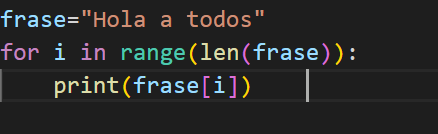 frase="Hola a todos"
for i in range(len(frase)):
    print(frase[i])